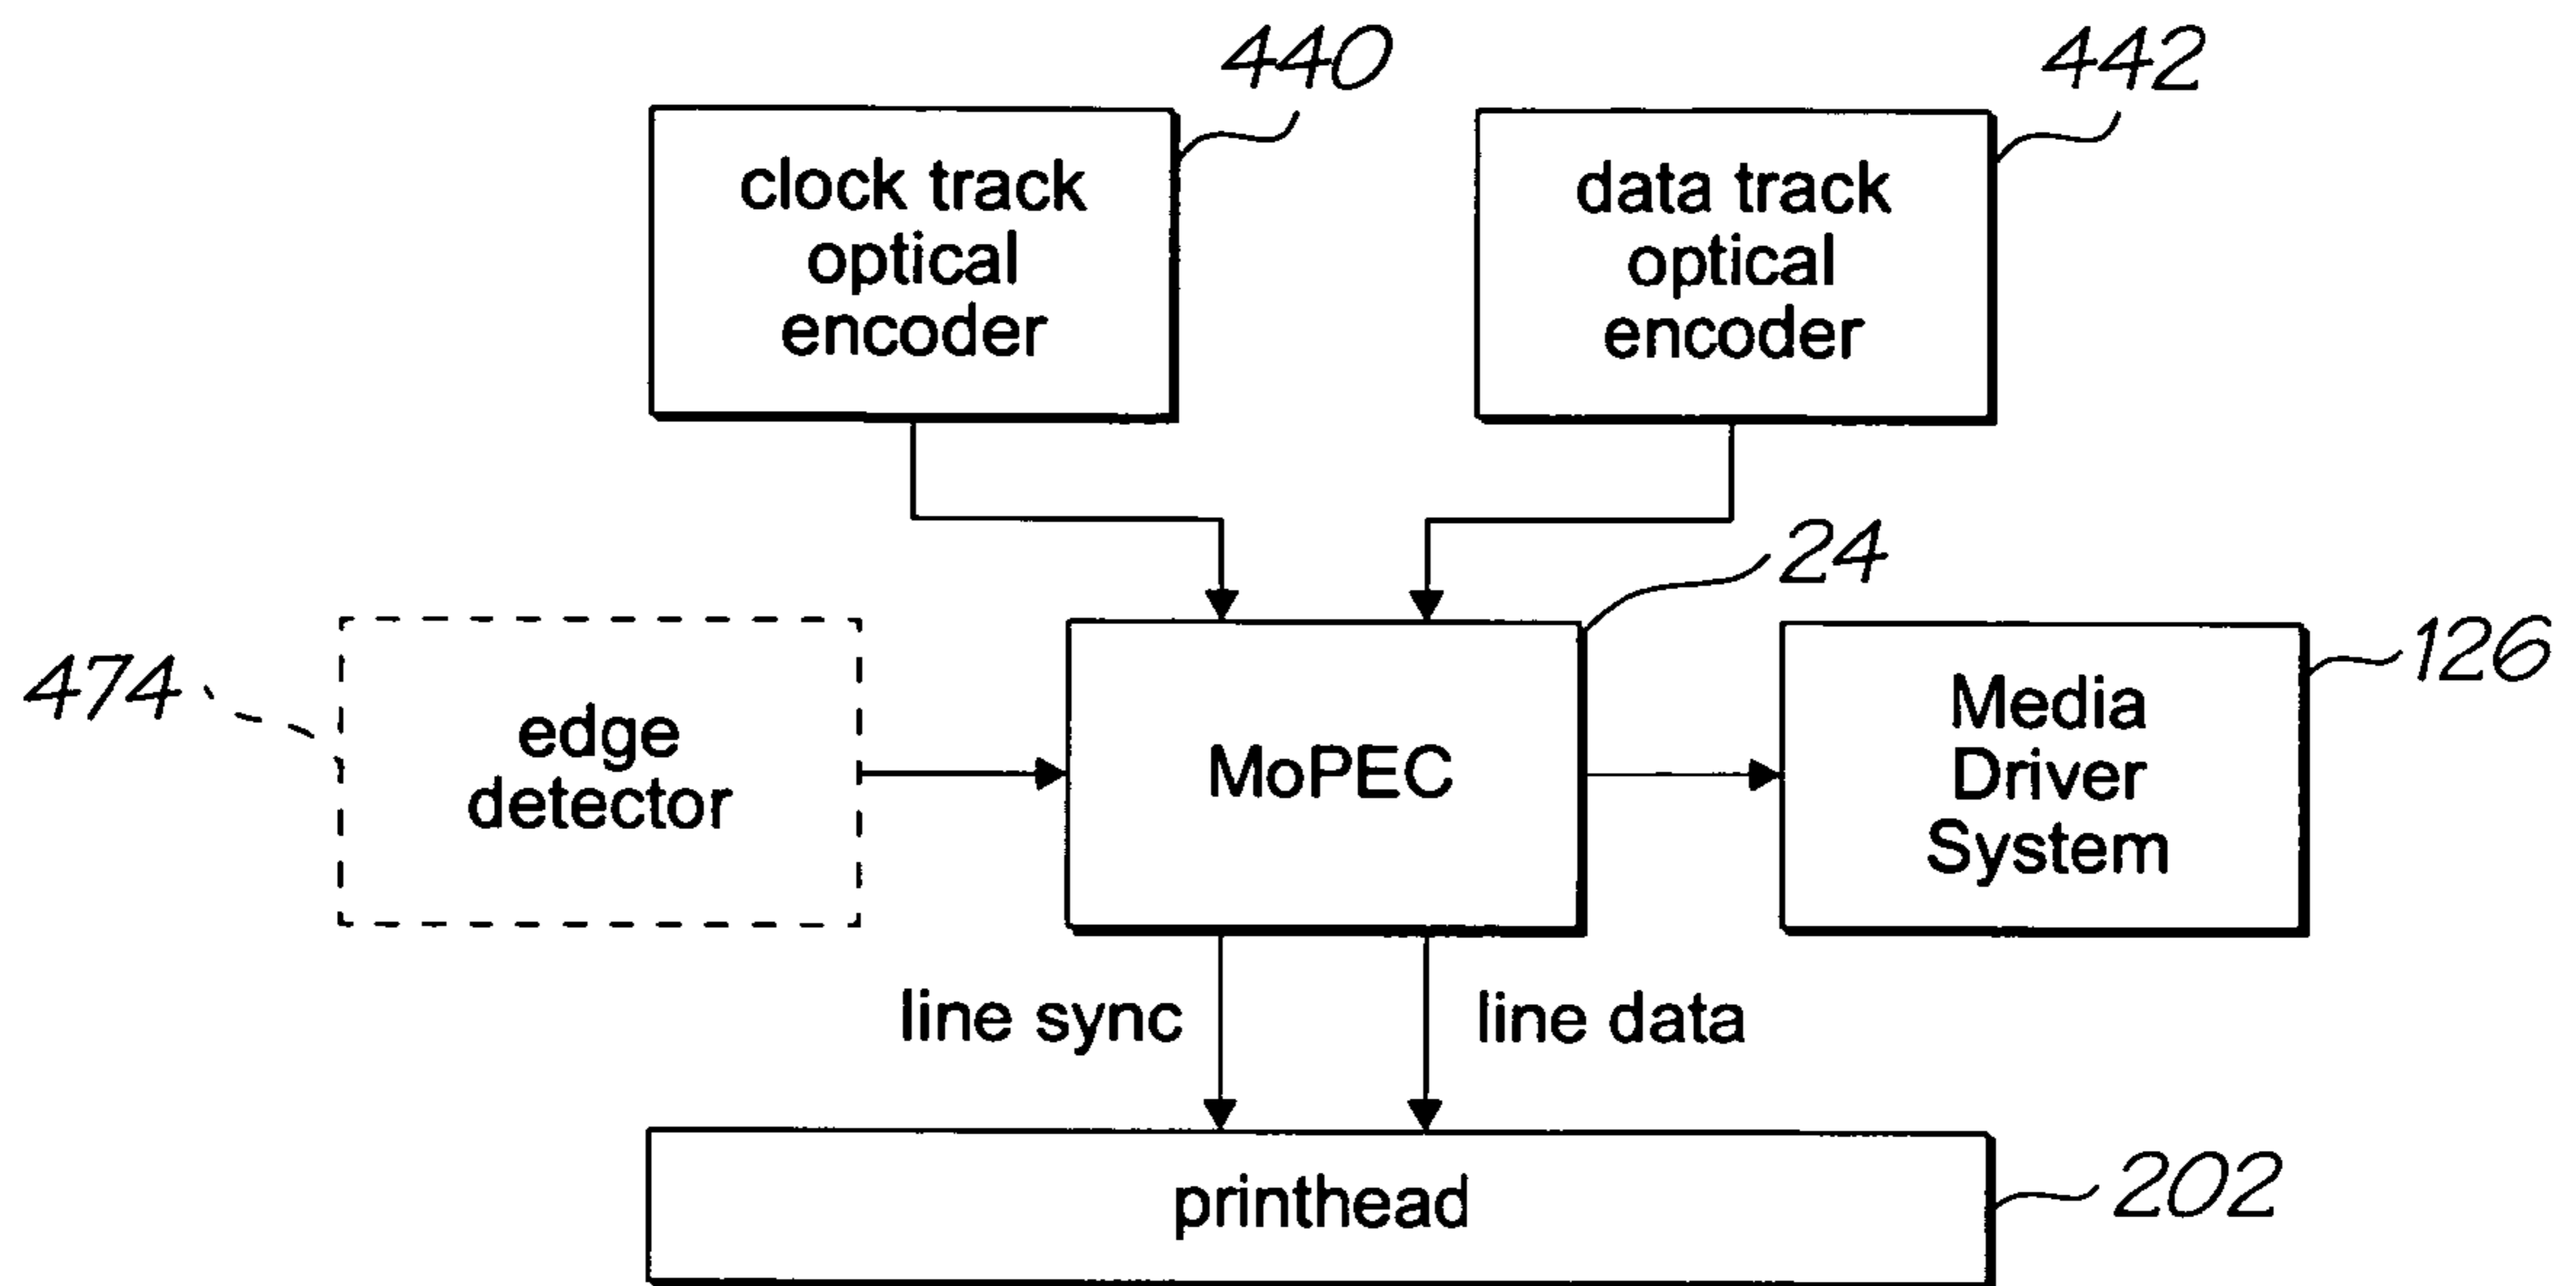 440
442
clock track
optical
encoder
data track
optical
encoder
24
474
edge
detector
MoPEC
Media
Driver
System
126
line sync
line data
printhead
202